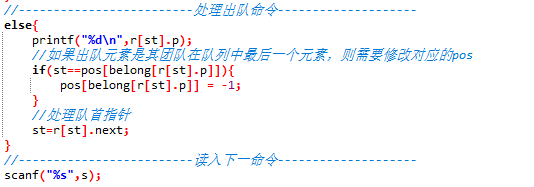 //-------------------------处理出队命令--------------------
else{
    printf("%d\n",r[st].p);
    //如果出队元素是其团队在队列中最后一个元素，则需要修改对应的pos
    if(st==pos[belong[r[st].p]]){
        pos[belong[r[st].p]] = -1;
    }
    //处理队首指针
    st=r[st].next;
}
//-------------------------读入下一命令--------------------
scanf("%s",s);